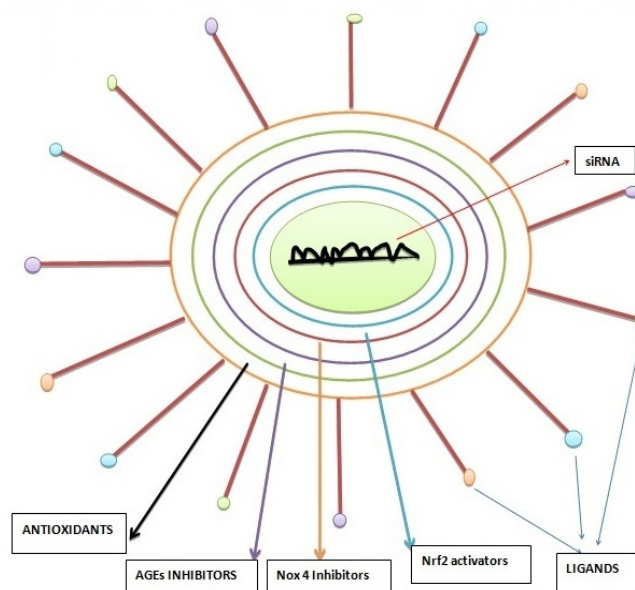 siRNA
ANTIOXIDANTS
AGEs INHIBITORS
Nox 4 Inhibitors
Nrf2 activators
LIGANDS